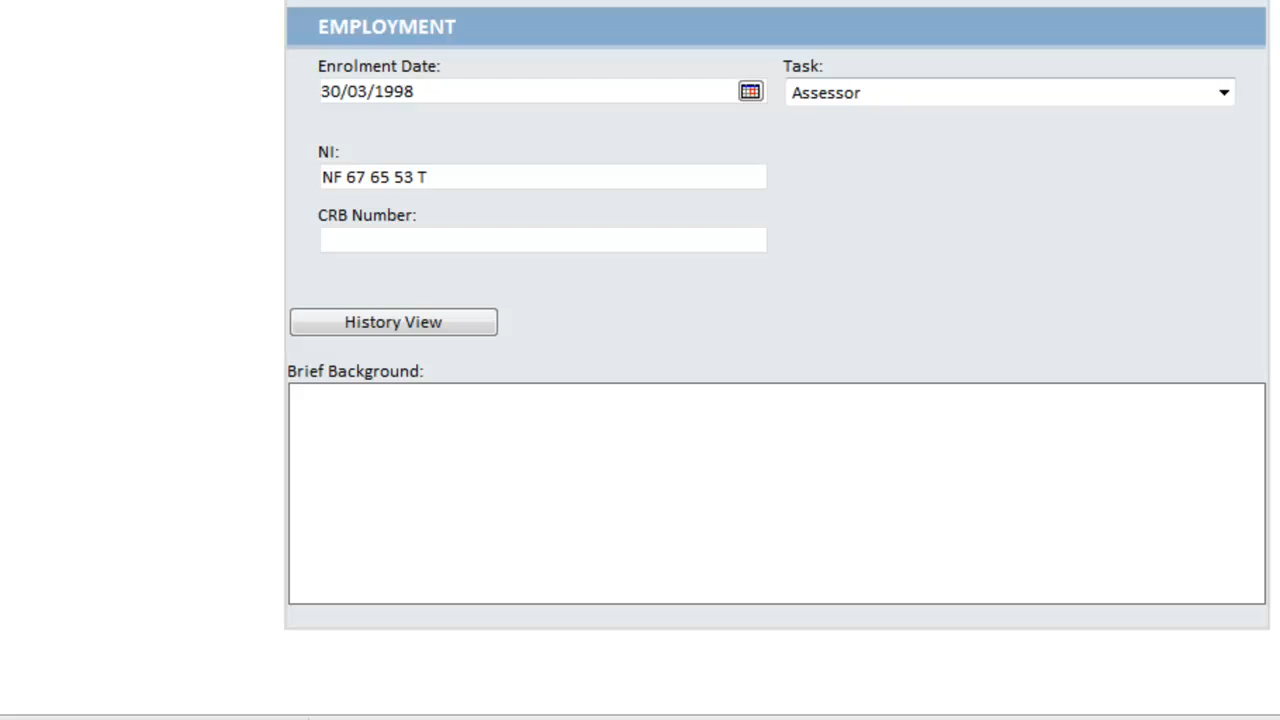 EMPLOYMENT
Enrolment Date:
30/03/1998
Task:
Assessor
NI:
NF 67 65 53 T
CRB Number:
History View
Brief Background: